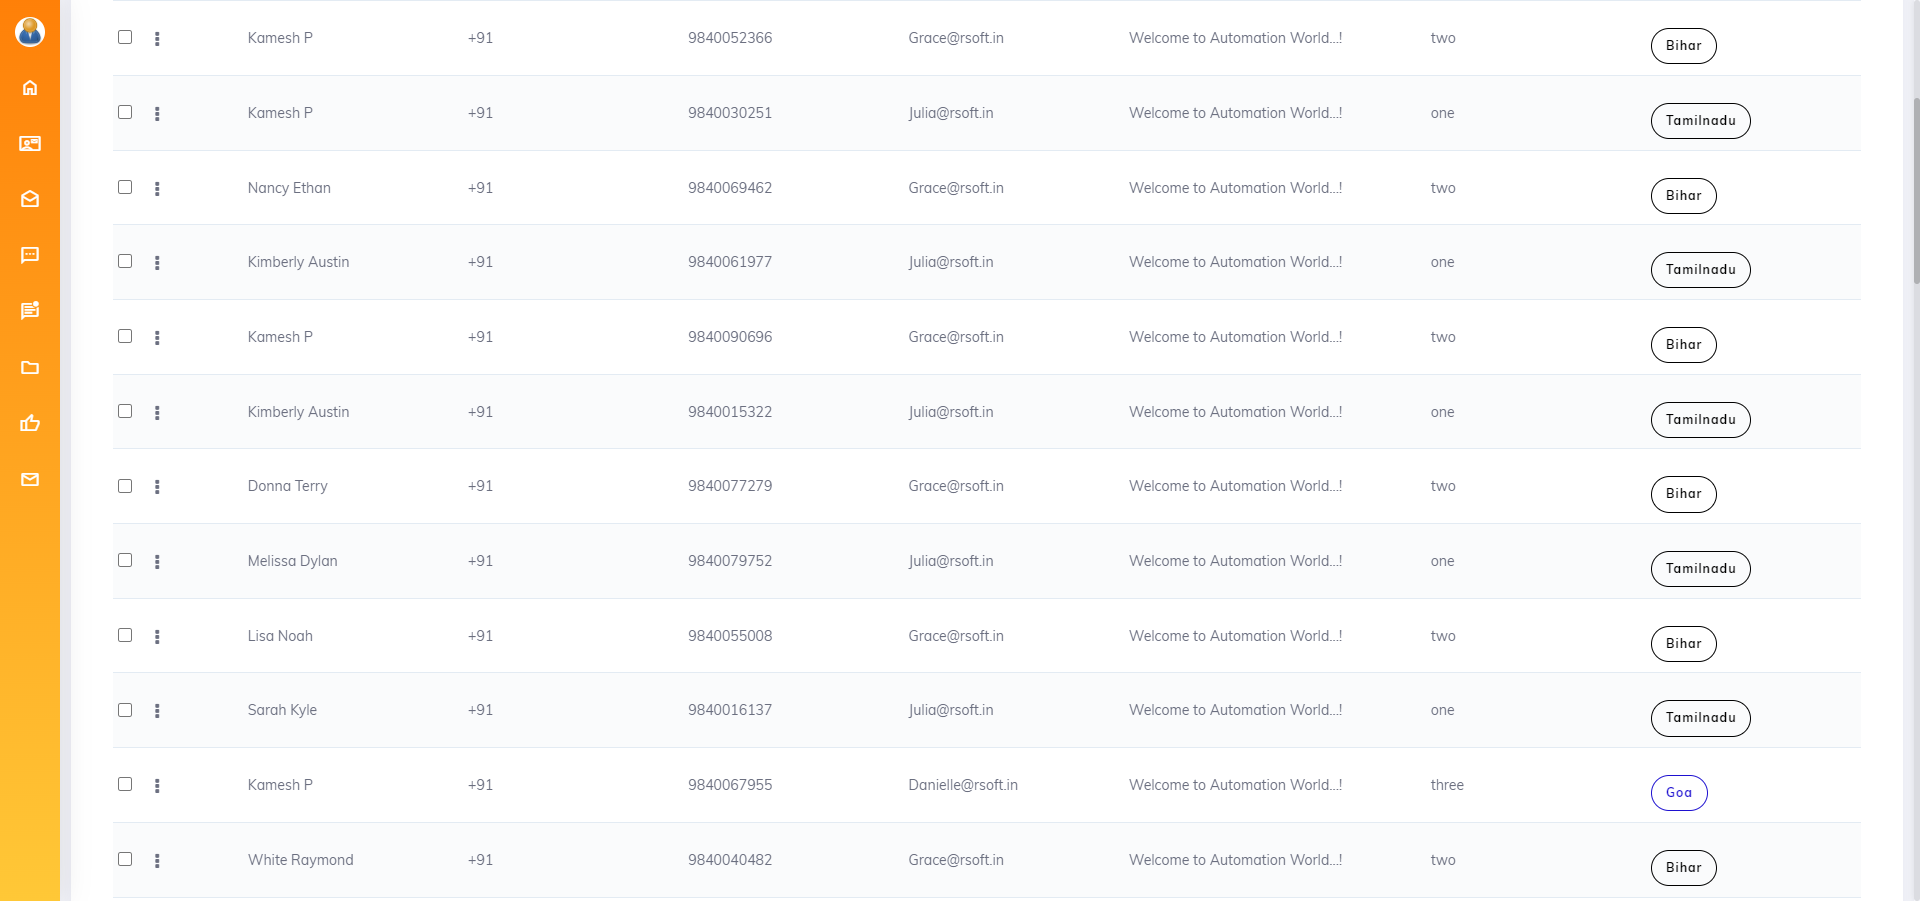 Kamesh P +91 9840052366 Grace@rsoft.in Welcome to Automation World...! two Bihar
Kamesh P +91 9840030251 Julia@rsoft.in Welcome to Automation World...! one Tamilnadu
Nancy Ethan +91 9840069462 Grace@rsoft.in Welcome to Automation World...! two Bihar
Kimberly Austin +91 9840061977 Julia@rsoft.in Welcome to Automation World...! one Tamilnadu
Kamesh P +91 9840090696 Grace@rsoft.in Welcome to Automation World...! two Bihar
Kimberly Austin +91 9840015322 Julia@rsoft.in Welcome to Automation World...! one Tamilnadu
Donna Terry +91 9840077279 Grace@rsoft.in Welcome to Automation World...! two Bihar
Melissa Dylan +91 9840079752 Julia@rsoft.in Welcome to Automation World...! one Tamilnadu
Lisa Noah +91 9840055008 Grace@rsoft.in Welcome to Automation World...! two Bihar
Sarah Kyle +91 9840016137 Julia@rsoft.in Welcome to Automation World...! one Tamilnadu
Kamesh P +91 9840067955 Danielle@rsoft.in Welcome to Automation World...! three Goa
White Raymond +91 9840040482 Grace@rsoft.in Welcome to Automation World...! two Bihar